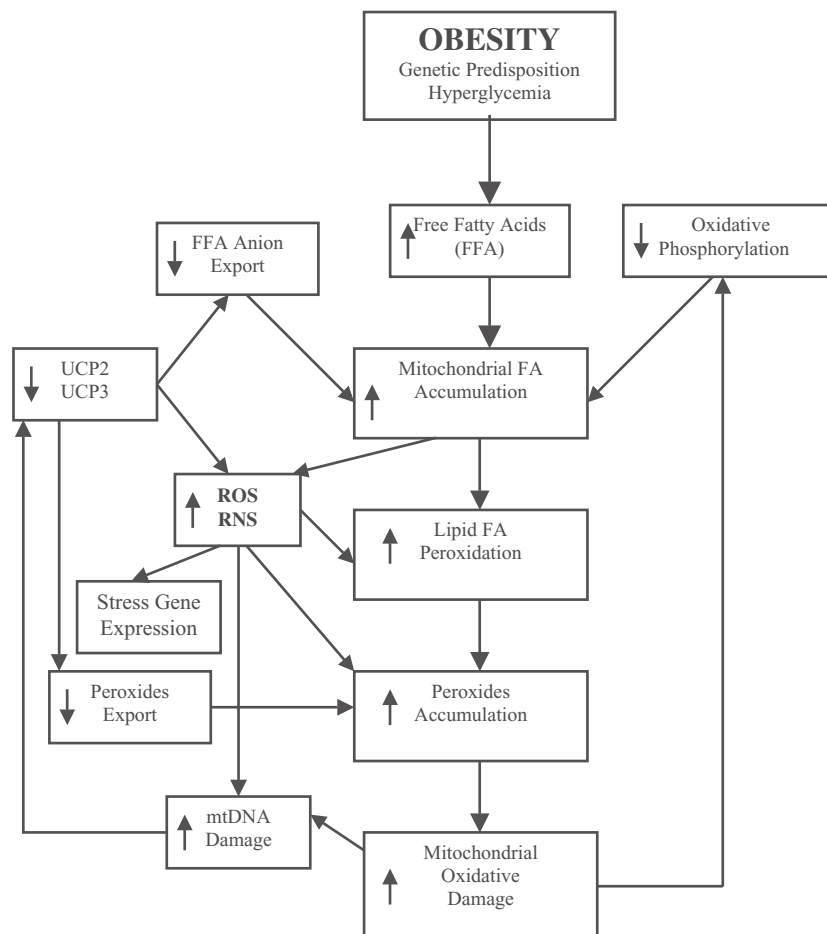 OBESITY
Genetic Predisposition
Hyperglycemia
FFA Anion
Export
Free Fatty Acids
(FFA)
Oxidative
Phosphorylation
UCP2
UCP3
Mitochondrial FA
Accumulation
ROS
RNS
Lipid FA
Peroxidation
Stress Gene
Expression
Peroxides
Export
Peroxides
Accumulation
mtDNA
Damage
Mitochondrial
Oxidative
Damage